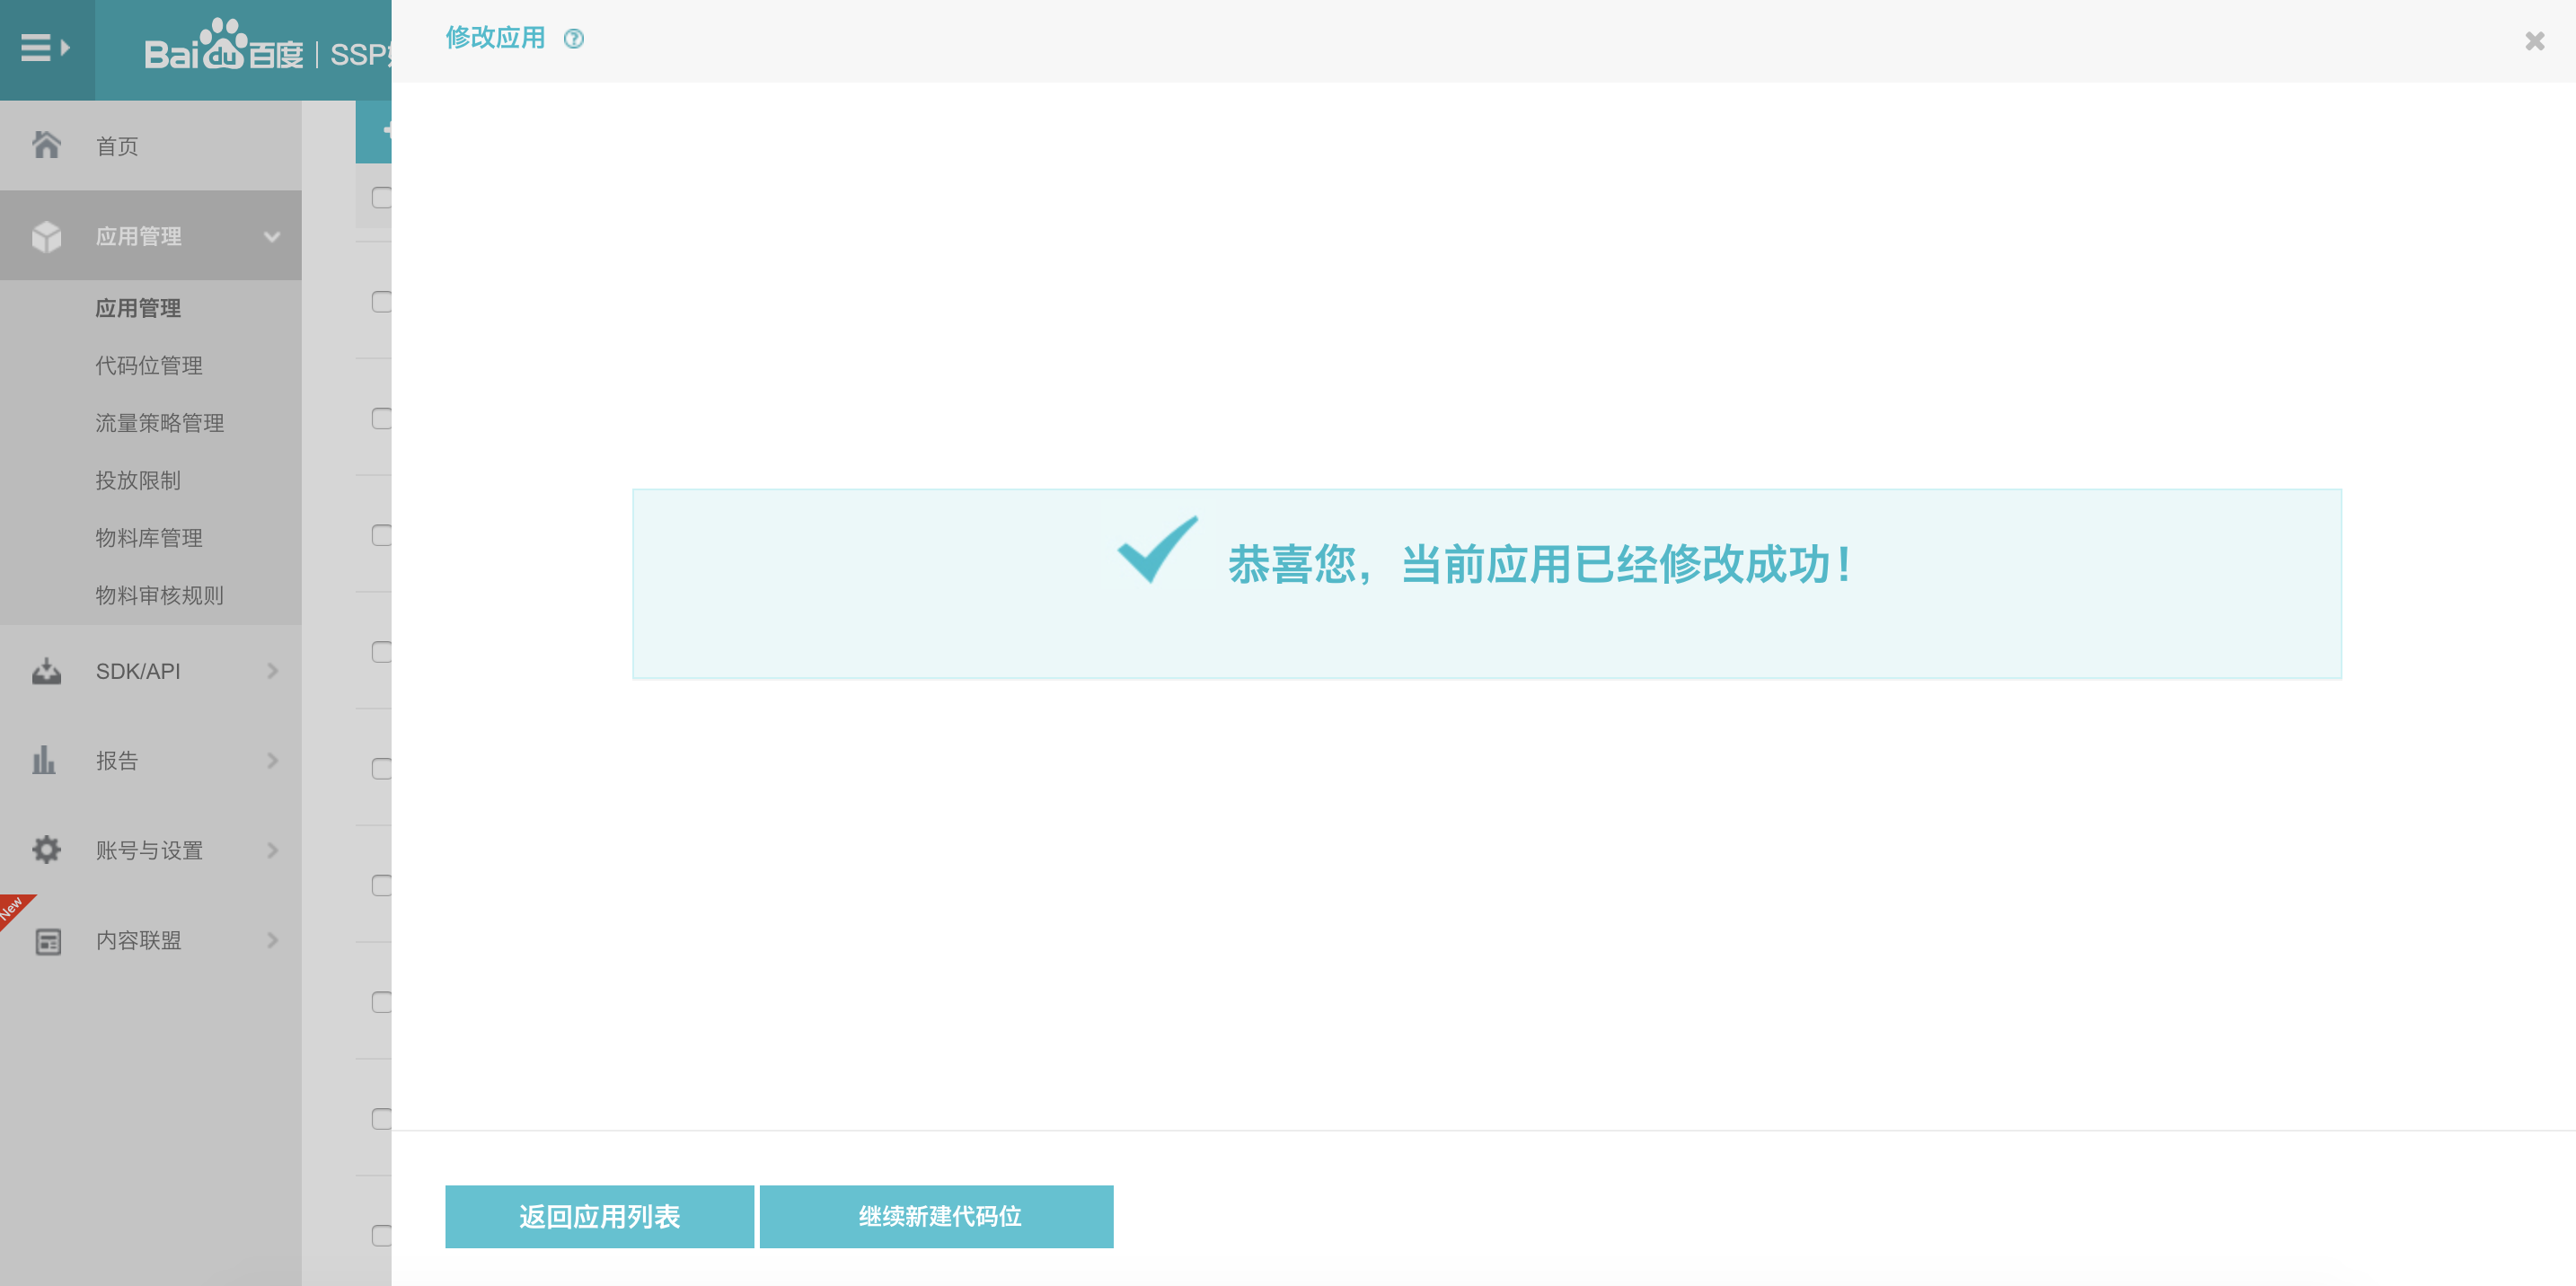 Bai du 百度 | SSP
修改应用
首页
应用管理
应用管理
代码位管理
流量策略管理
投放限制
物料库管理
物料审核规则
SDK/API
报告
账号与设置
New
内容联盟
恭喜您，当前应用已经修改成功！
返回应用列表
继续新建代码位